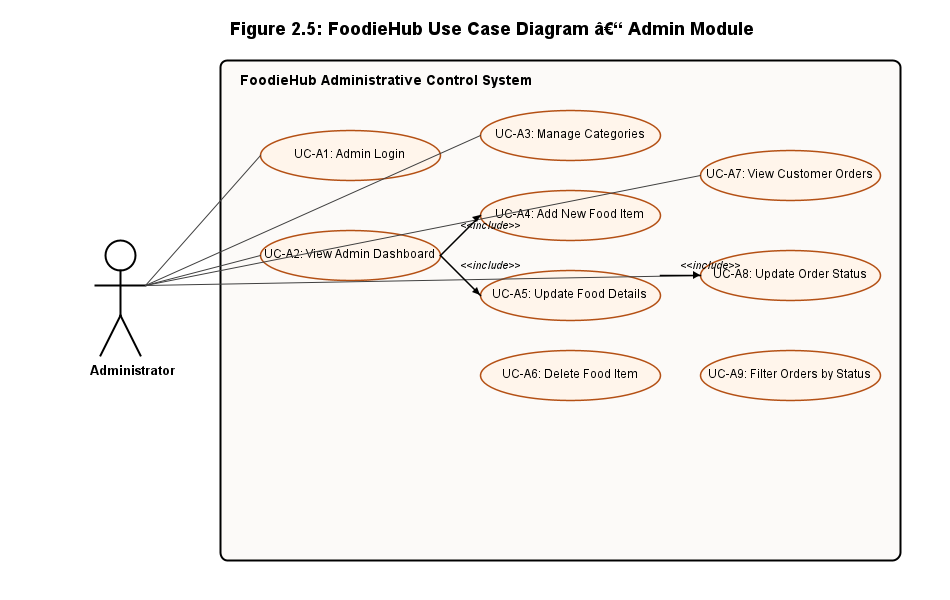 Figure 2.5: FoodieHub Use Case Diagram â€“ Admin Module
FoodieHub Administrative Control System
UC-A1: Admin Login
UC-A2: View Admin Dashboard
UC-A3: Manage Categories
UC-A4: Add New Food Item
<<include>>
<<include>>
UC-A5: Update Food Details
UC-A6: Delete Food Item
UC-A7: View Customer Orders
<<include>>
UC-A8: Update Order Status
UC-A9: Filter Orders by Status
Administrator